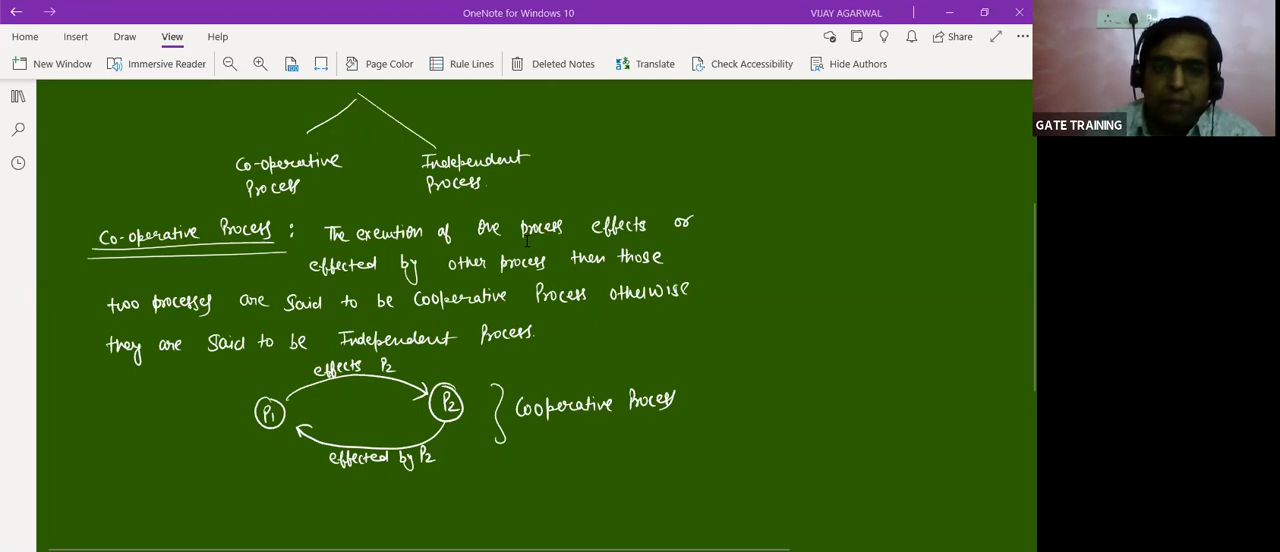 OneNote for Windows 10
VIJAY AGARWAL
Home Insert Draw View Help
Share
New Window Immersive Reader Page Color Rule Lines Deleted Notes Translate Check Accessibility Hide Authors
GATE TRAINING
Co-operative Process
Independent Process.
Co-operative Process : The exeution of one process effects or
effected by other process then those
two processes are said to be Cooperative Process otherwise
they are said to be Independent Process.
effects P2
P1 P2 } Cooperative Process
effected by P2